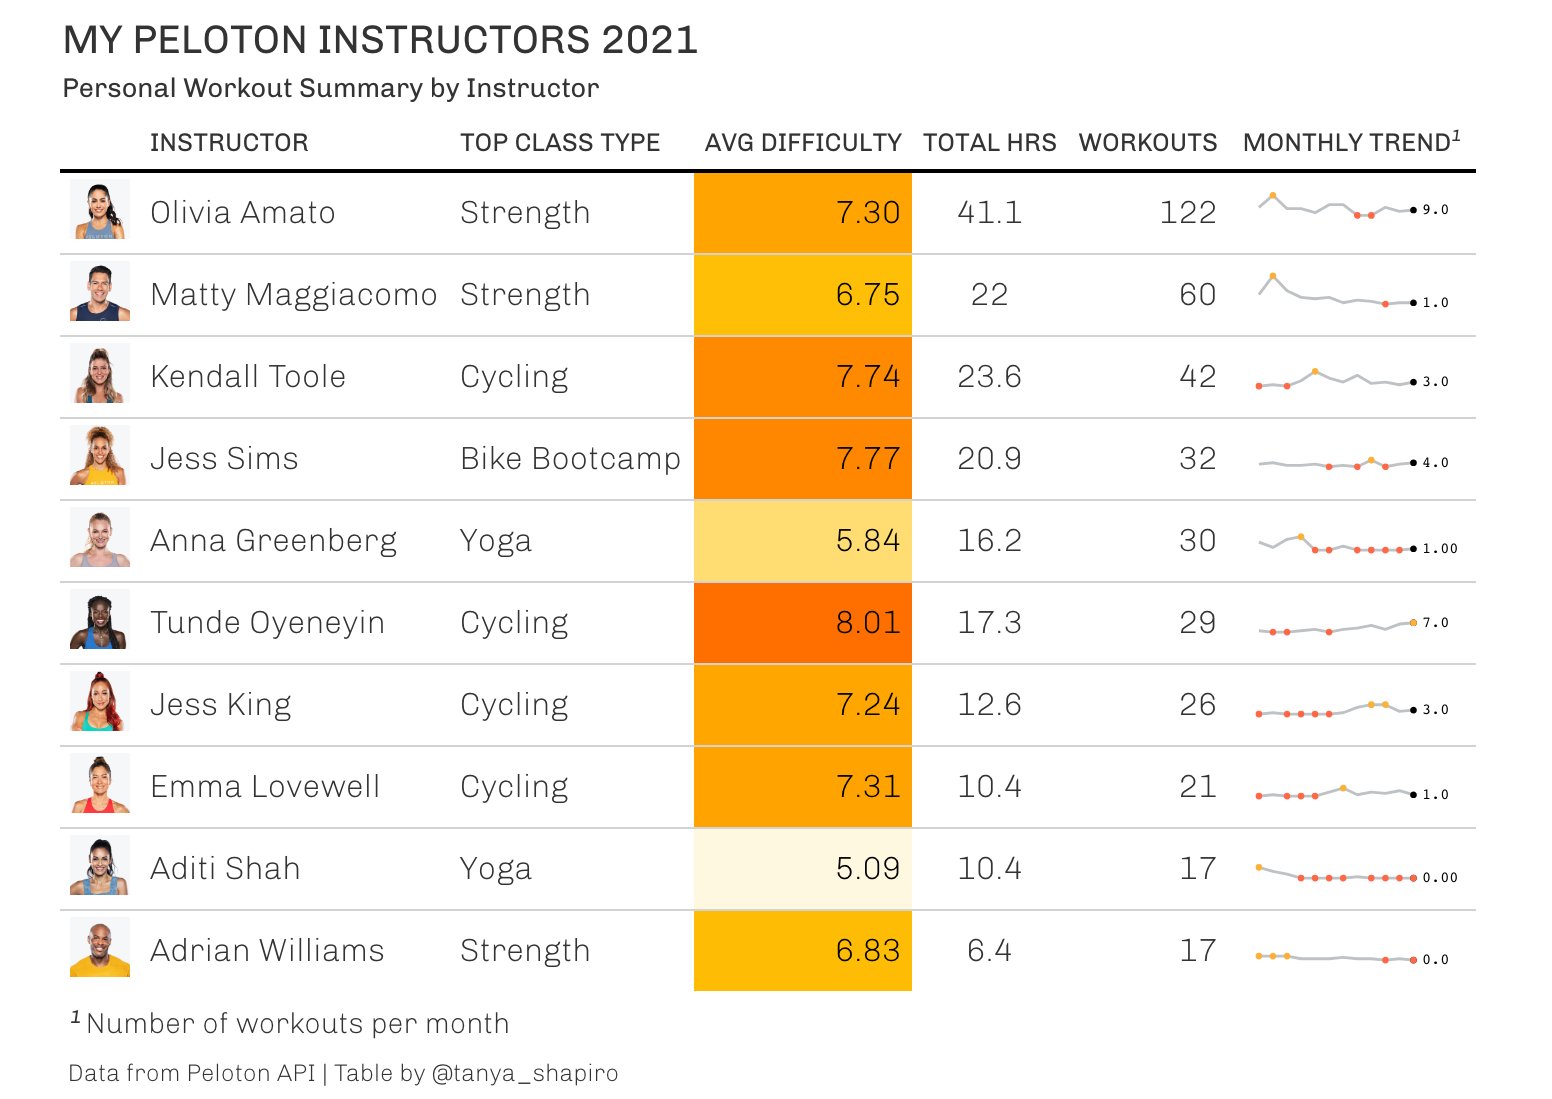 MY PELOTON INSTRUCTORS 2021
Personal Workout Summary by Instructor
INSTRUCTOR TOP CLASS TYPE AVG DIFFICULTY TOTAL HRS WORKOUTS MONTHLY TREND1
Olivia Amato Strength 7.30 41.1 122 9.0
Matty Maggiacomo Strength 6.75 22 60 1.0
Kendall Toole Cycling 7.74 23.6 42 3.0
Jess Sims Bike Bootcamp 7.77 20.9 32 4.0
Anna Greenberg Yoga 5.84 16.2 30 1.00
Tunde Oyeneyin Cycling 8.01 17.3 29 7.0
Jess King Cycling 7.24 12.6 26 3.0
Emma Lovewell Cycling 7.31 10.4 21 1.0
Aditi Shah Yoga 5.09 10.4 17 0.00
Adrian Williams Strength 6.83 6.4 17 0.0
1 Number of workouts per month
Data from Peloton API | Table by @tanya_shapiro